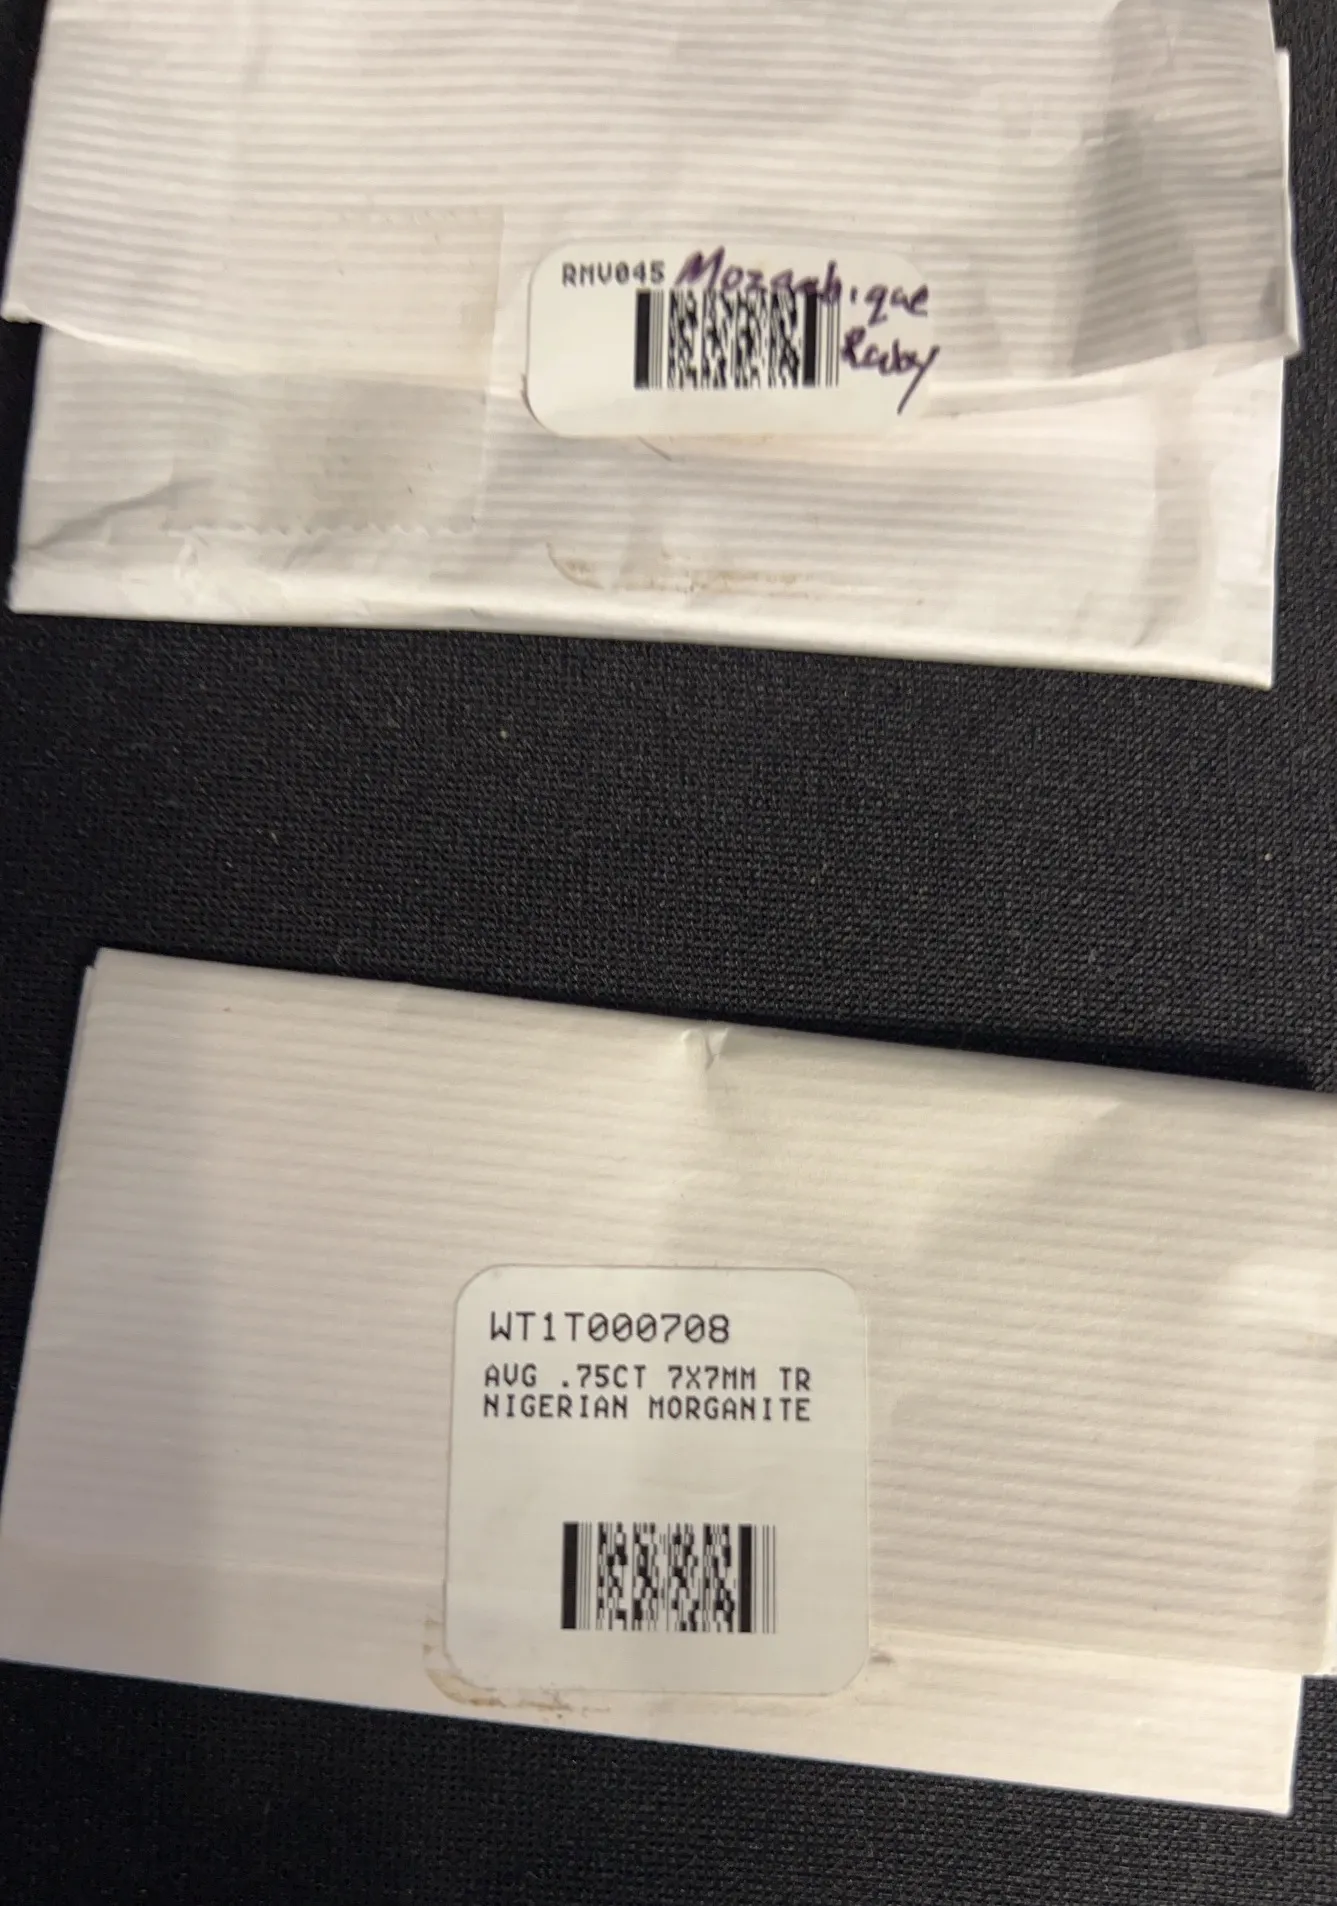 RMV045 Mozambique
Ruby
WT1T000708
AVG .75CT 7X7MM TR
NIGERIAN MORGANITE